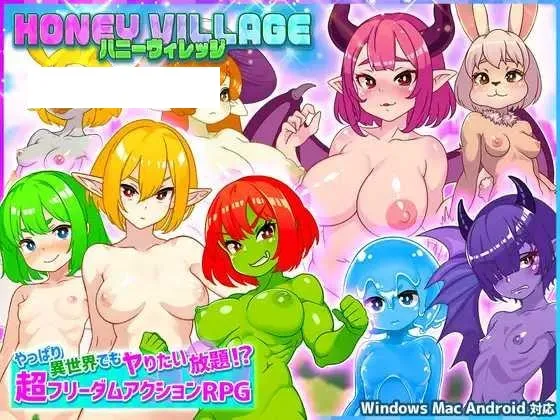 HONEY VILLAGE
ハニーヴィレッジ
やっぱり
異世界でもヤりたい放題!?
超フリーダムアクションRPG
Windows Mac Android 対応